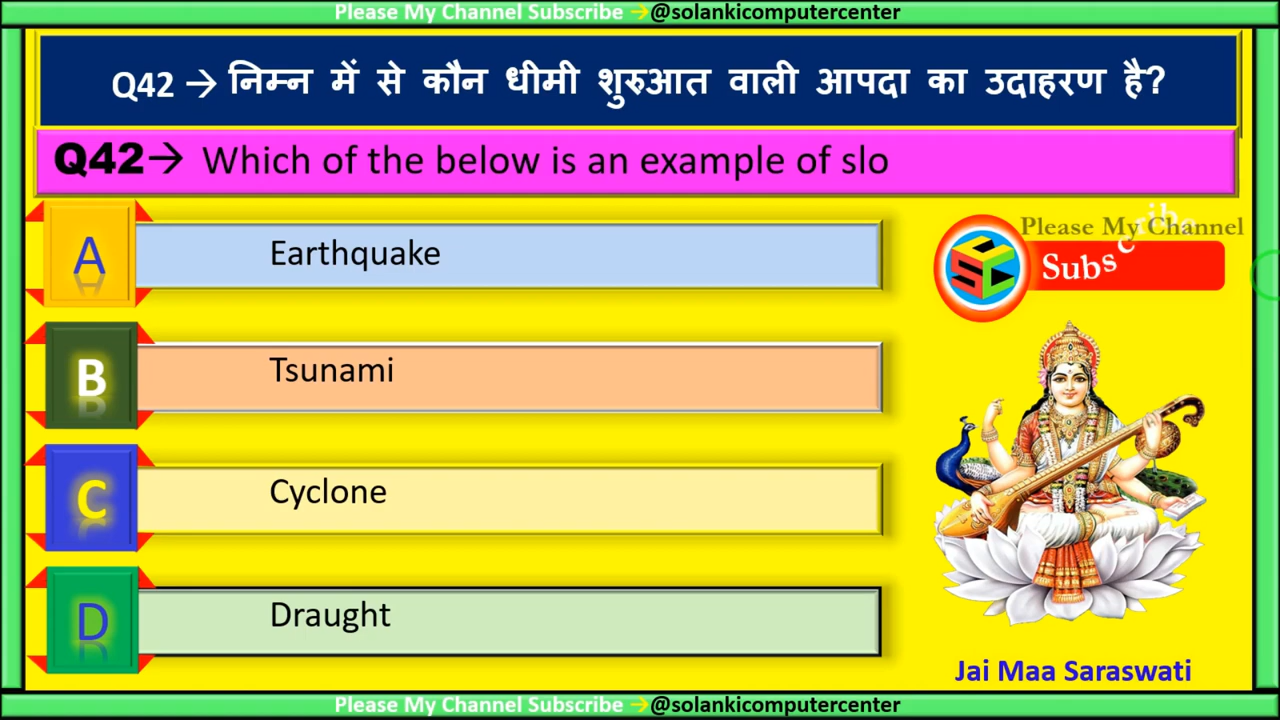 Please My Channel Subscribe →@solankicomputercenter
Q42 → निम्न में से कौन धीमी शुरुआत वाली आपदा का उदाहरण है?
Q42→ Which of the below is an example of slo
A Earthquake
Please My Channel
Subscribe
B Tsunami
C Cyclone
D Draught
Jai Maa Saraswati
Please My Channel Subscribe →@solankicomputercenter